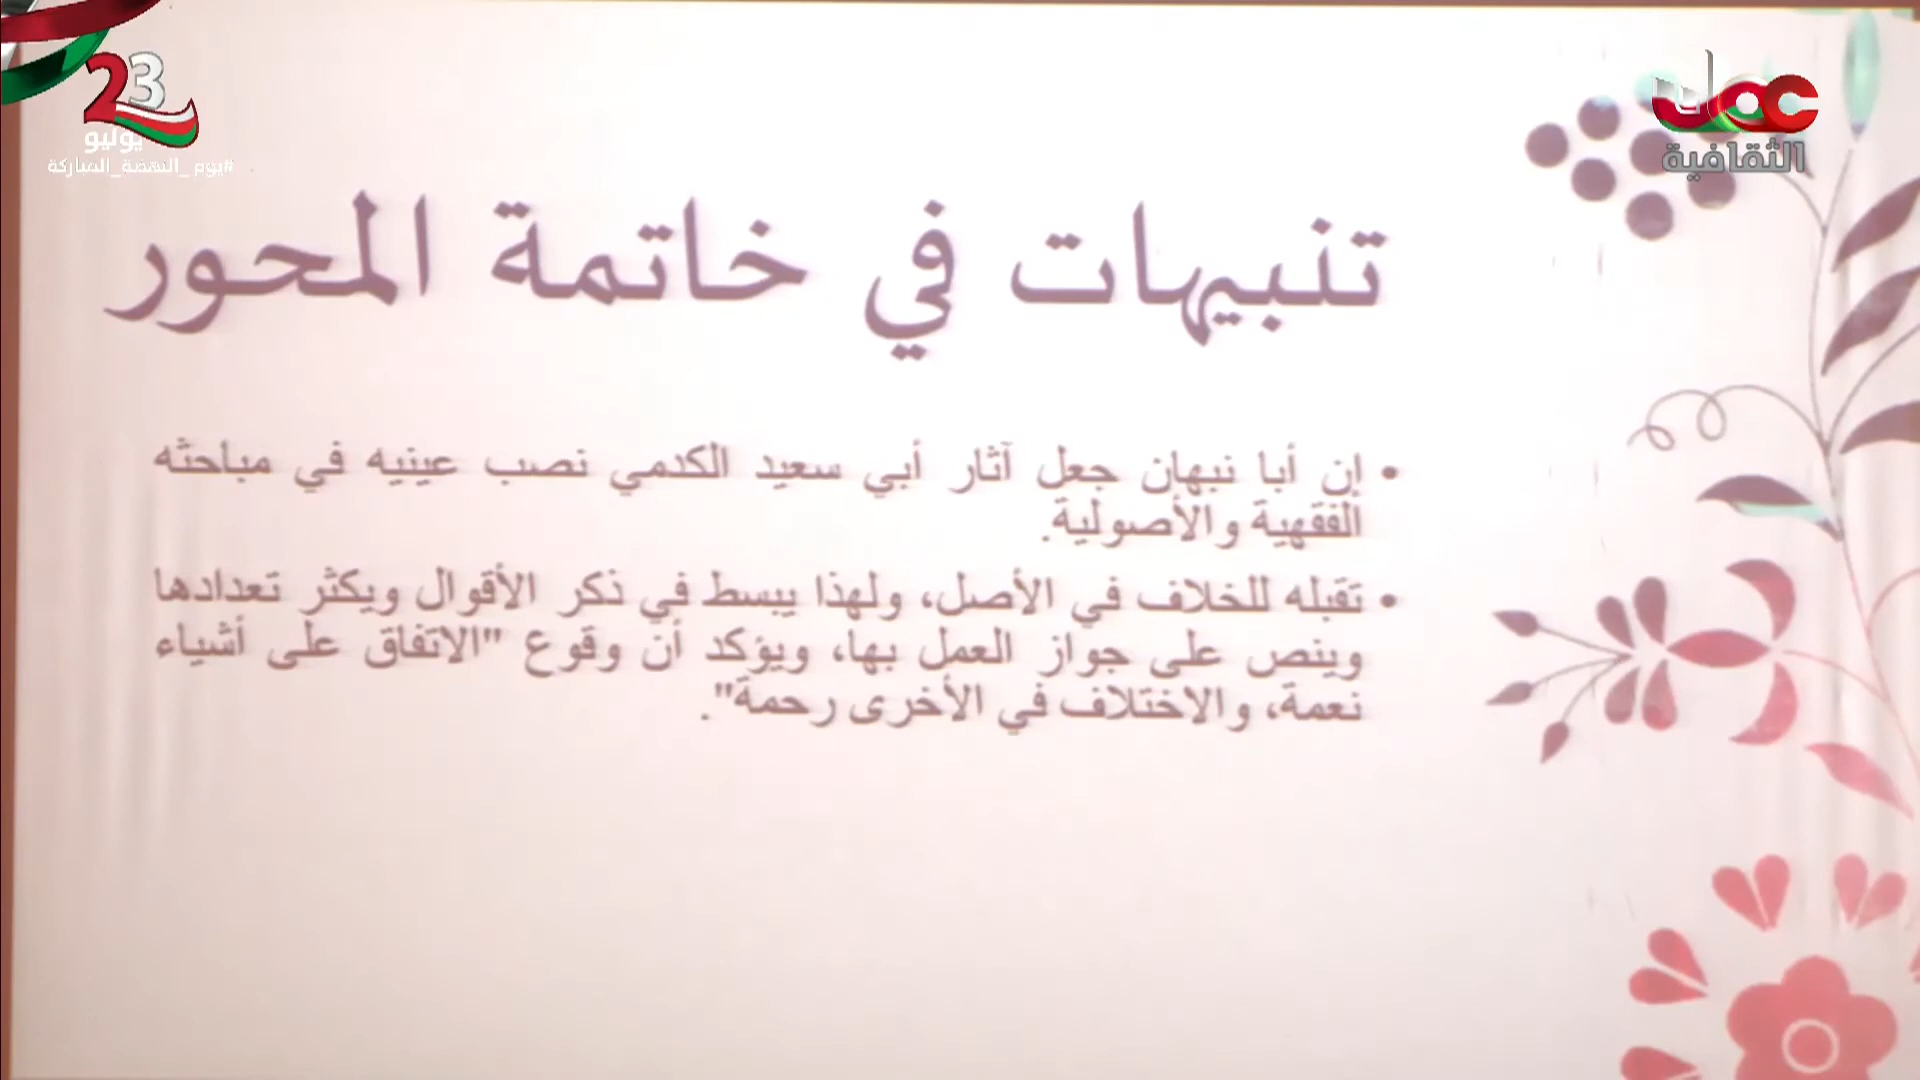 23
يوليو
#يوم_النهضة_المباركة
عمان
الثقافية
تنبيهات في خاتمة المحور
• إن أبا نبهان جعل آثار أبي سعيد الكدمي نصب عينيه في مباحثه
الفقهية والأصولية.
• تقبله للخلاف في الأصل، ولهذا يبسط في ذكر الأقوال ويكثر تعدادها
وينص على جواز العمل بها، ويؤكد أن وقوع "الاتفاق على أشياء
نعمة، والاختلاف في الأخرى رحمة".